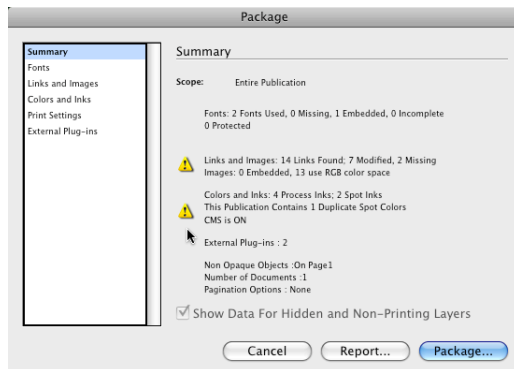 Package
Summary
Fonts
Links and Images
Colors and Inks
Print Settings
External Plug-ins
Summary
Scope: Entire Publication
Fonts: 2 Fonts Used, 0 Missing, 1 Embedded, 0 Incomplete
0 Protected
Links and Images: 14 Links Found; 7 Modified, 2 Missing
Images: 0 Embedded, 13 use RGB color space
Colors and Inks: 4 Process Inks; 2 Spot Inks
This Publication Contains 1 Duplicate Spot Colors
CMS is ON
External Plug-ins : 2
Non Opaque Objects :On Page1
Number of Documents :1
Pagination Options : None
Show Data For Hidden and Non-Printing Layers
Cancel Report... Package...